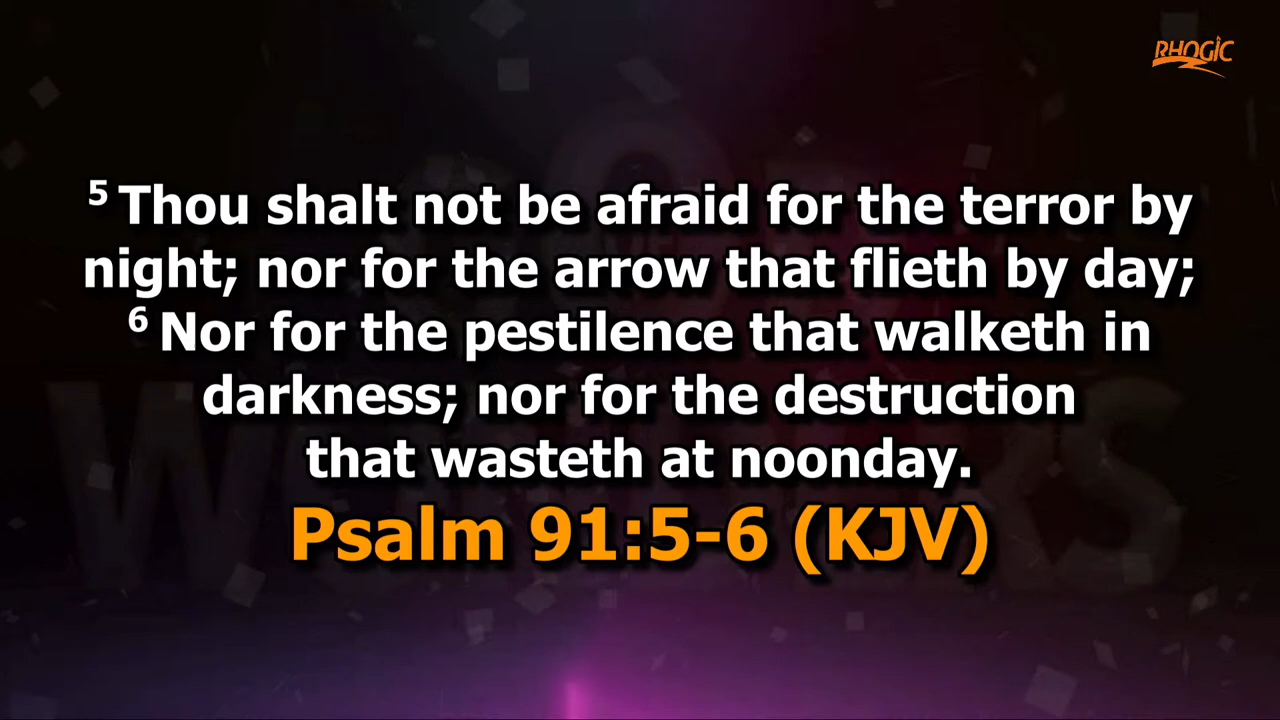 RHOGIC
5 Thou shalt not be afraid for the terror by
night; nor for the arrow that flieth by day;
6 Nor for the pestilence that walketh in
darkness; nor for the destruction
that wasteth at noonday.
Psalm 91:5-6 (KJV)